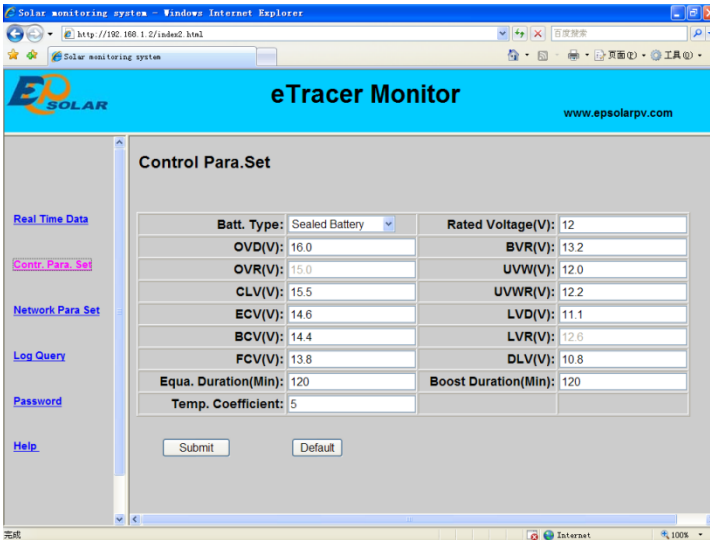 Solar monitoring system - Windows Internet Explorer
http://192.168.1.2/index2.html
百度搜索
Solar monitoring system
页面(P)
工具(O)
EP SOLAR
eTracer Monitor
www.epsolarpv.com
Control Para.Set
Real Time Data
Contr. Para. Set
Network Para Set
Log Query
Password
Help
Batt. Type: Sealed Battery Rated Voltage(V): 12
OVD(V): 16.0 BVR(V): 13.2
OVR(V): 15.0 UVW(V): 12.0
CLV(V): 15.5 UVWR(V): 12.2
ECV(V): 14.6 LVD(V): 11.1
BCV(V): 14.4 LVR(V): 12.6
FCV(V): 13.8 DLV(V): 10.8
Equa. Duration(Min): 120 Boost Duration(Min): 120
Temp. Coefficient: 5
Submit Default
完成
Internet
100%